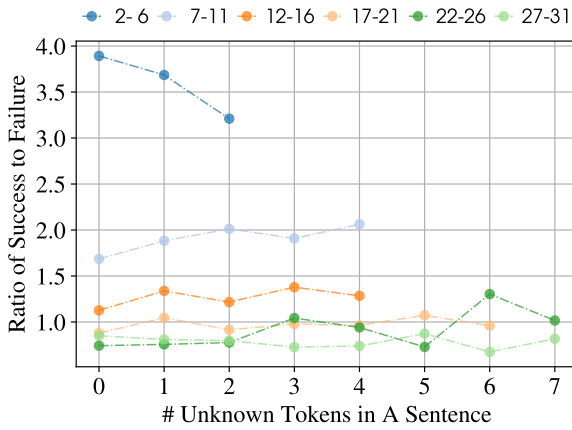 2- 6 7-11 12-16 17-21 22-26 27-31
Ratio of Success to Failure
4.0
3.5
3.0
2.5
2.0
1.5
1.0
0 1 2 3 4 5 6 7
# Unknown Tokens in A Sentence